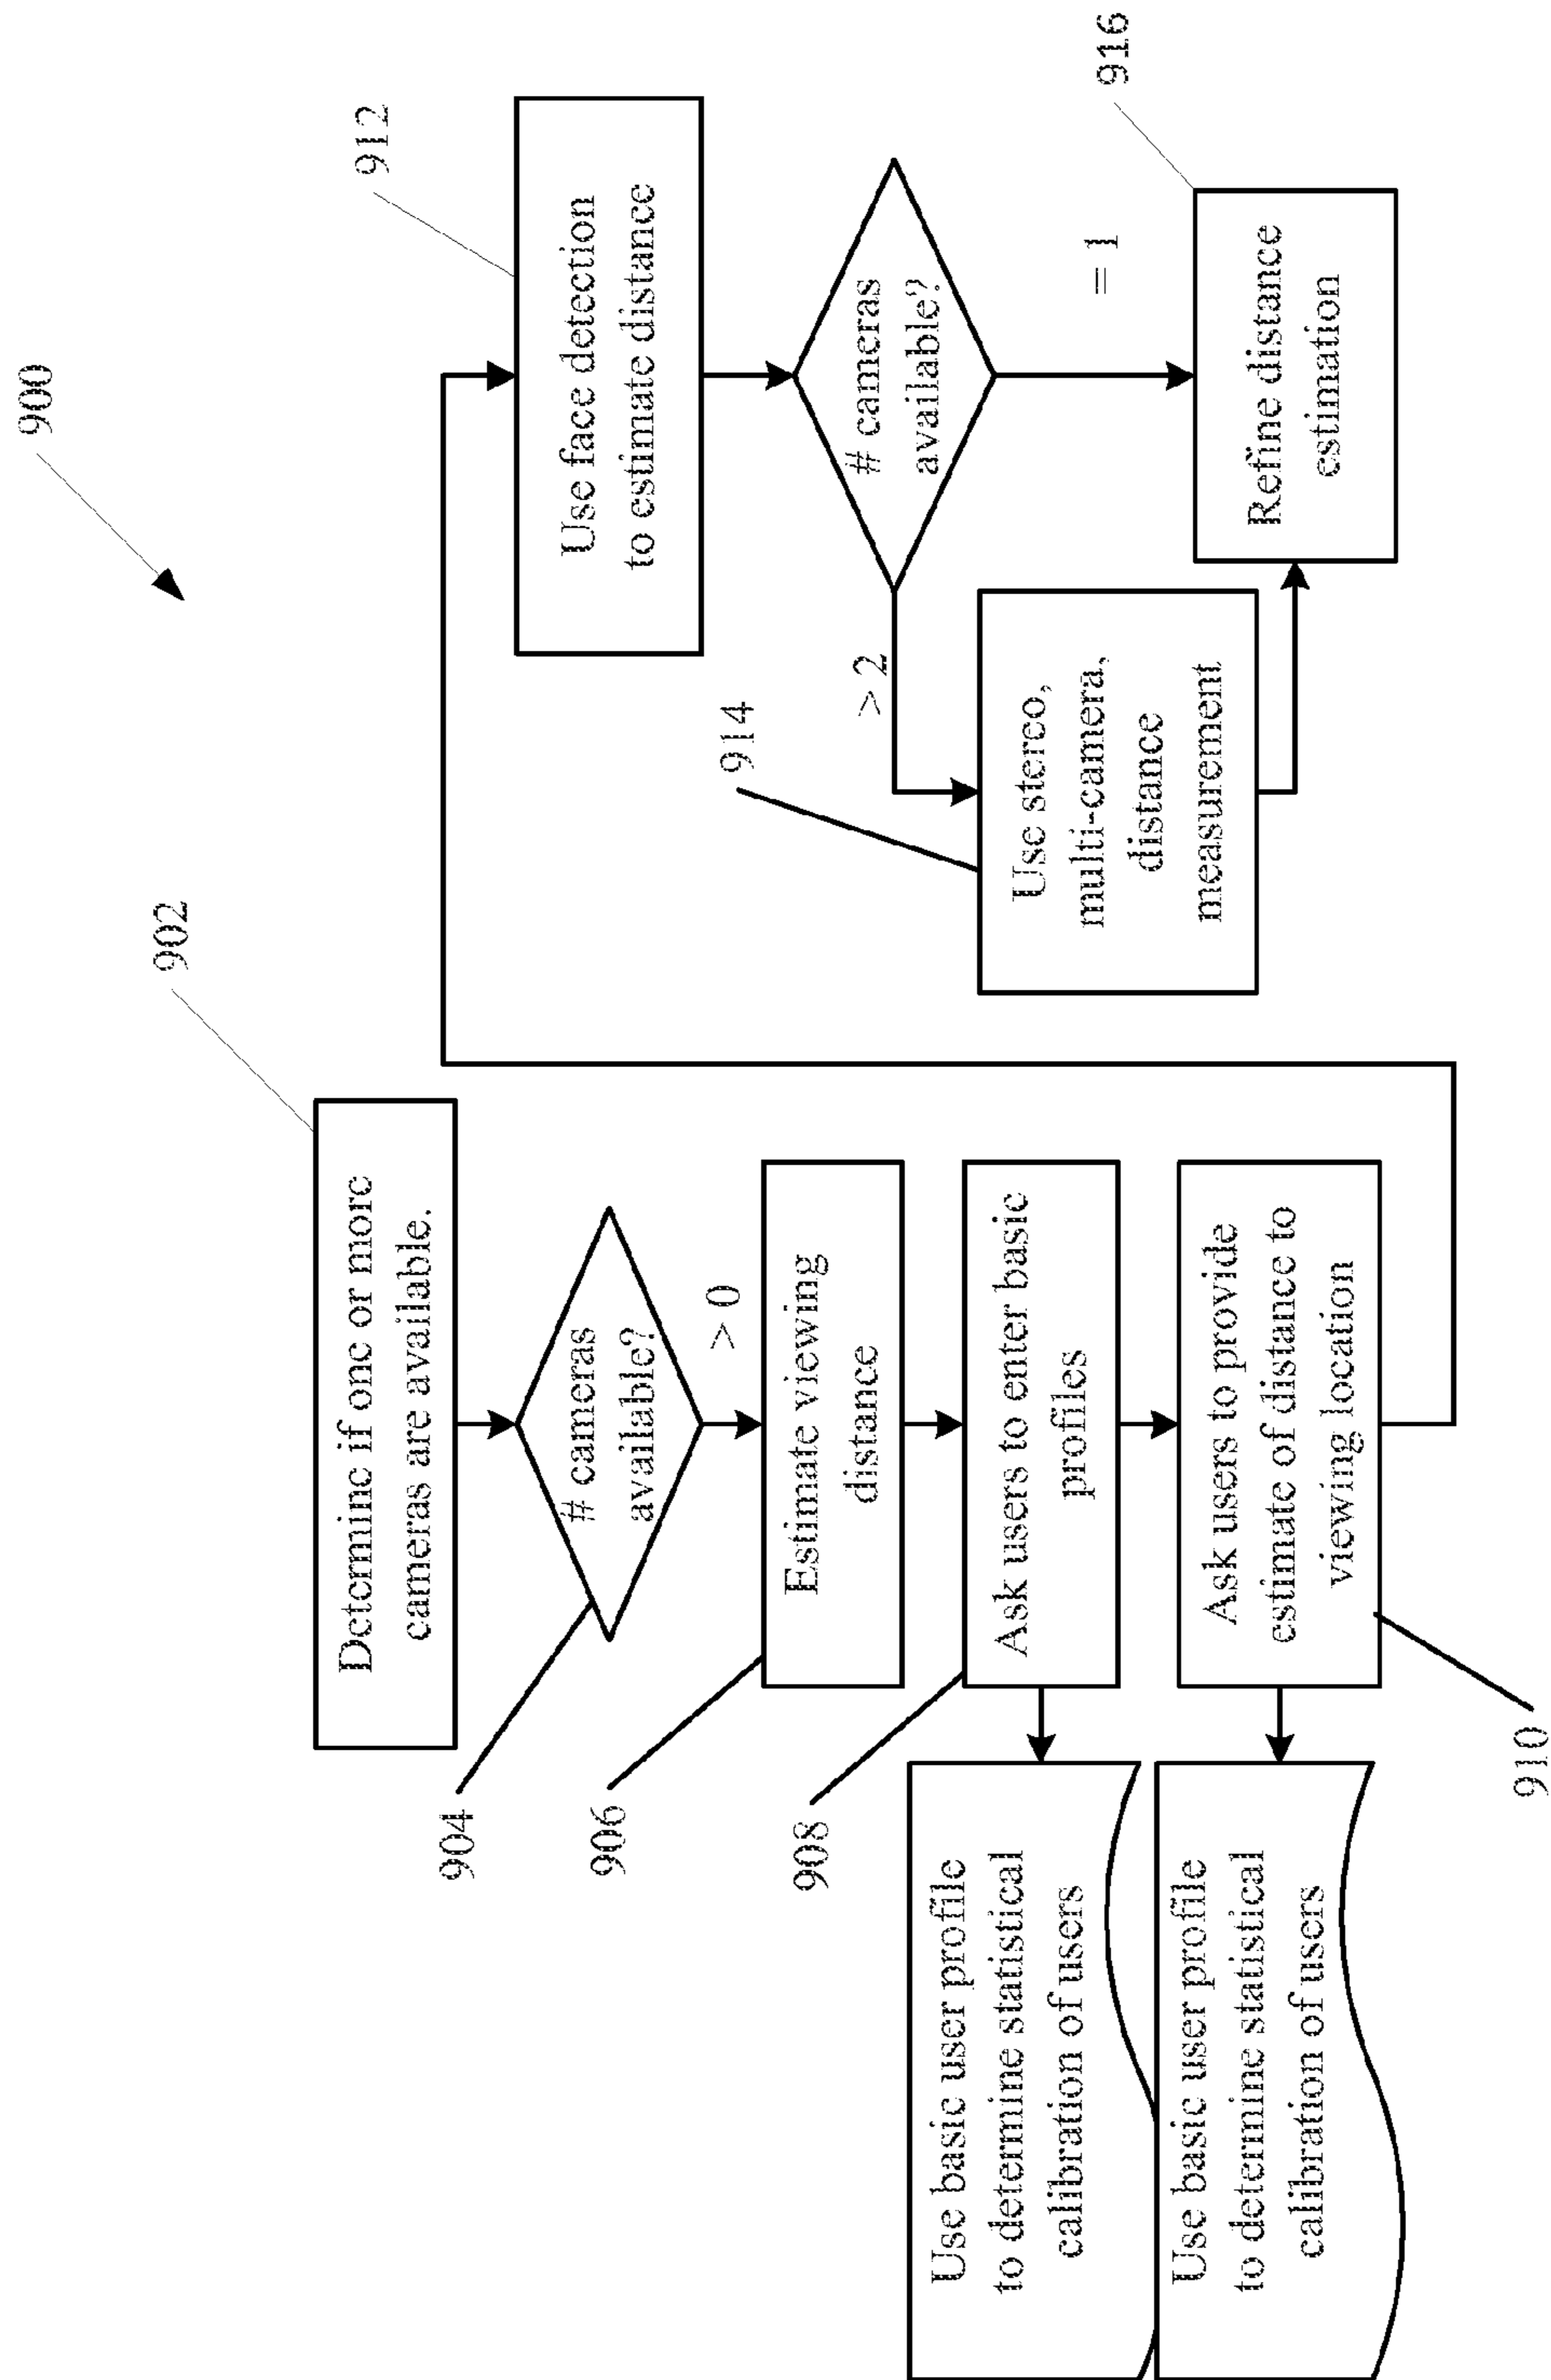 900
902
Determine if one or more
cameras are available.
904
# cameras
available?
> 0
906
Estimate viewing
distance
908
Ask users to enter basic
profiles
Use basic user profile
to determine statistical
calibration of users
Ask users to provide
estimate of distance to
viewing location
910
Use basic user profile
to determine statistical
calibration of users
912
Use face detection
to estimate distance
# cameras
available?
> 2
= 1
914
Use stereo,
multi-camera,
distance
measurement
916
Refine distance
estimation